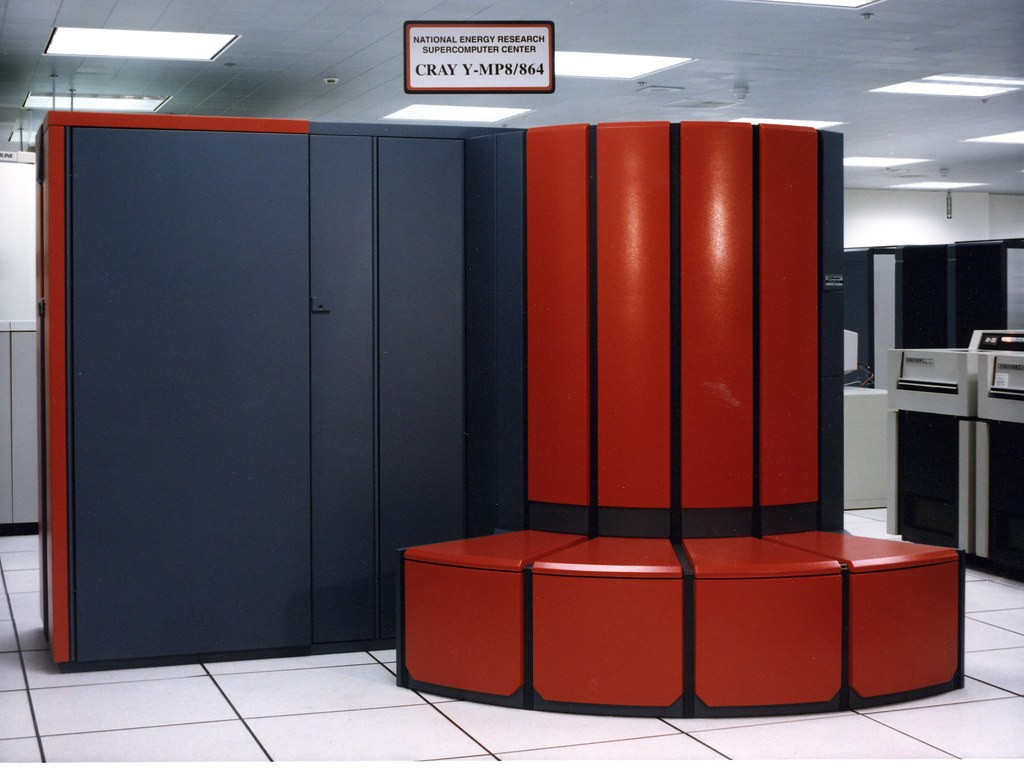 NATIONAL ENERGY RESEARCH
SUPERCOMPUTER CENTER
CRAY Y-MP8/864